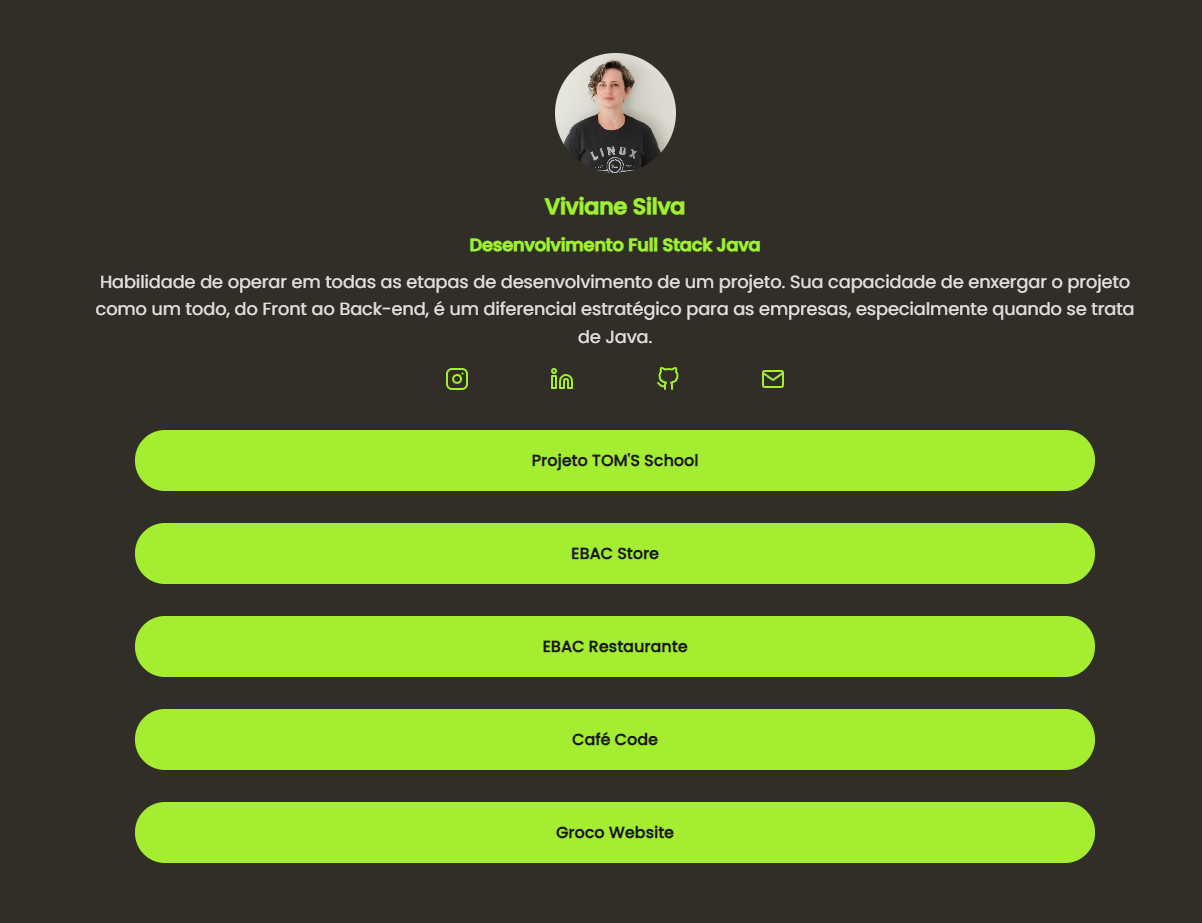 LINUX
Viviane Silva
Desenvolvimento Full Stack Java
Habilidade de operar em todas as etapas de desenvolvimento de um projeto. Sua capacidade de enxergar o projeto
como um todo, do Front ao Back-end, é um diferencial estratégico para as empresas, especialmente quando se trata
de Java.
Projeto TOM'S School
EBAC Store
EBAC Restaurante
Café Code
Groco Website